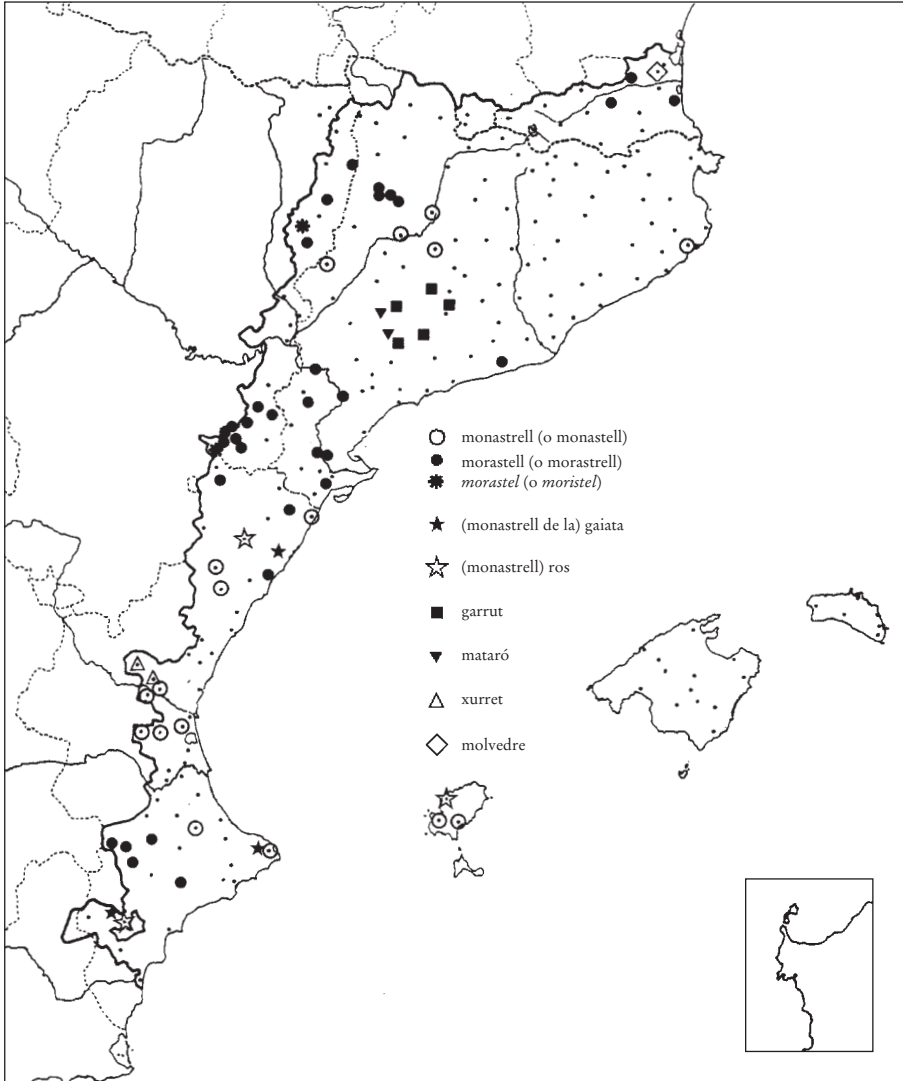 monastrell (o monastell)
morastell (o morastrell)
morastel (o moristel)
(monastrell de la) gaiata
(monastrell) ros
garrut
mataró
xurret
molvedre